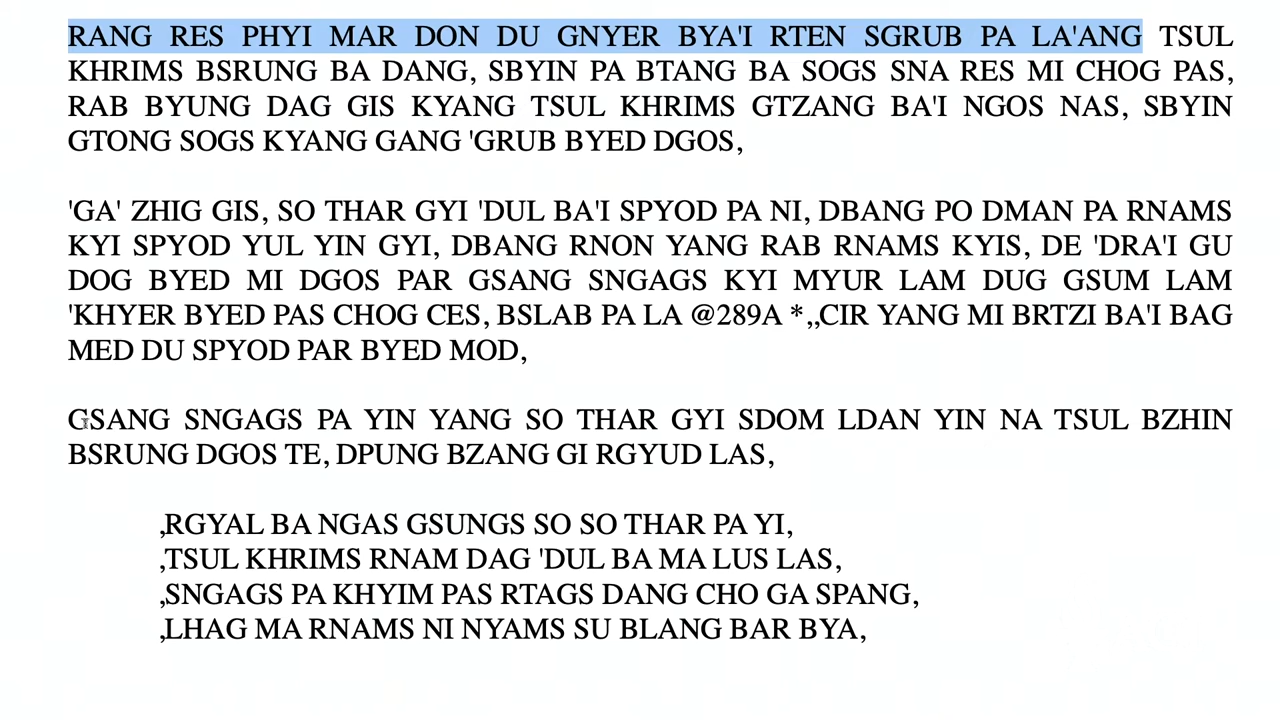 RANG RES PHYI MAR DON DU GNYER BYA'I RTEN SGRUB PA LA'ANG TSUL
KHRIMS BSRUNG BA DANG, SBYIN PA BTANG BA SOGS SNA RES MI CHOG PAS,
RAB BYUNG DAG GIS KYANG TSUL KHRIMS GTZANG BA'I NGOS NAS, SBYIN
GTONG SOGS KYANG GANG 'GRUB BYED DGOS,
'GA' ZHIG GIS, SO THAR GYI 'DUL BA'I SPYOD PA NI, DBANG PO DMAN PA RNAMS
KYI SPYOD YUL YIN GYI, DBANG RNON YANG RAB RNAMS KYIS, DE 'DRA'I GU
DOG BYED MI DGOS PAR GSANG SNGAGS KYI MYUR LAM DUG GSUM LAM
'KHYER BYED PAS CHOG CES, BSLAB PA LA @289A *,,CIR YANG MI BRTZI BA'I BAG
MED DU SPYOD PAR BYED MOD,
GSANG SNGAGS PA YIN YANG SO THAR GYI SDOM LDAN YIN NA TSUL BZHIN
BSRUNG DGOS TE, DPUNG BZANG GI RGYUD LAS,
,RGYAL BA NGAS GSUNGS SO SO THAR PA YI,
,TSUL KHRIMS RNAM DAG 'DUL BA MA LUS LAS,
,SNGAGS PA KHYIM PAS RTAGS DANG CHO GA SPANG,
,LHAG MA RNAMS NI NYAMS SU BLANG BAR BYA,